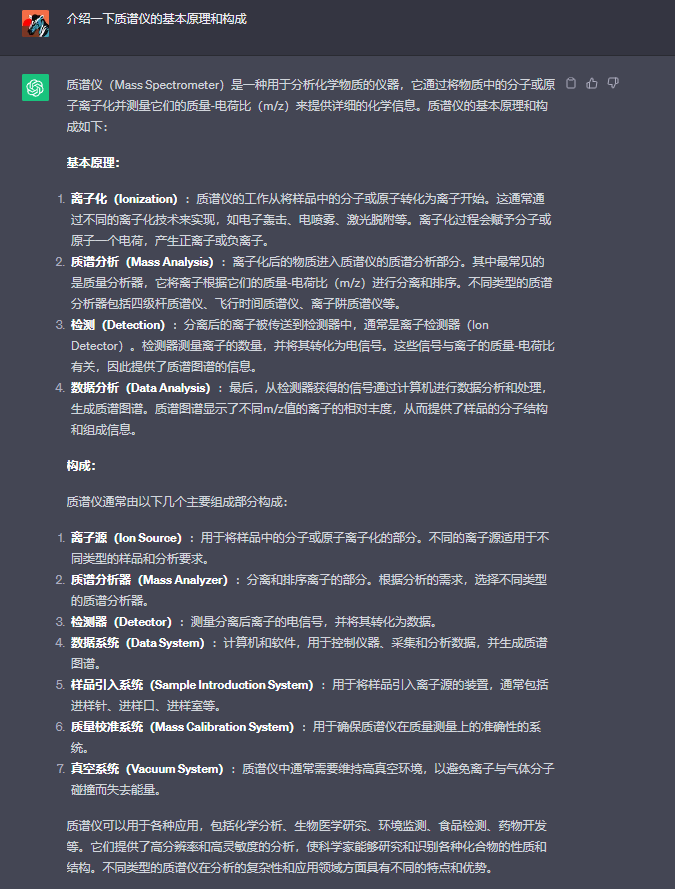 介绍一下质谱仪的基本原理和构成
质谱仪（Mass Spectrometer）是一种用于分析化学物质的仪器，它通过将物质中的分子或原
子离子化并测量它们的质量-电荷比（m/z）来提供详细的化学信息。质谱仪的基本原理和构
成如下：
基本原理：
1. 离子化（Ionization）：质谱仪的工作从将样品中的分子或原子转化为离子开始。这通常通
过不同的离子化技术来实现，如电子轰击、电喷雾、激光脱附等。离子化过程会赋予分子或
原子一个电荷，产生正离子或负离子。
2. 质谱分析（Mass Analysis）：离子化后的物质进入质谱仪的质谱分析部分。其中最常见的
是质量分析器，它将离子根据它们的质量-电荷比（m/z）进行分离和排序。不同类型的质谱
分析器包括四级杆质谱仪、飞行时间质谱仪、离子阱质谱仪等。
3. 检测（Detection）：分离后的离子被传送到检测器中，通常是离子检测器（Ion
Detector）。检测器测量离子的数量，并将其转化为电信号。这些信号与离子的质量-电荷比
有关，因此提供了质谱图谱的信息。
4. 数据分析（Data Analysis）：最后，从检测器获得的信号通过计算机进行数据分析和处理，
生成质谱图谱。质谱图谱显示了不同m/z值的离子的相对丰度，从而提供了样品的分子结构
和组成信息。
构成：
质谱仪通常由以下几个主要组成部分构成：
1. 离子源（Ion Source）：用于将样品中的分子或原子离子化的部分。不同的离子源适用于不
同类型的样品和分析要求。
2. 质谱分析器（Mass Analyzer）：分离和排序离子的部分。根据分析的需求，选择不同类型
的质谱分析器。
3. 检测器（Detector）：测量分离后离子的电信号，并将其转化为数据。
4. 数据系统（Data System）：计算机和软件，用于控制仪器、采集和分析数据，并生成质谱
图谱。
5. 样品引入系统（Sample Introduction System）：用于将样品引入离子源的装置，通常包括
进样针、进样口、进样室等。
6. 质量校准系统（Mass Calibration System）：用于确保质谱仪在质量测量上的准确性的系
统。
7. 真空系统（Vacuum System）：质谱仪中通常需要维持高真空环境，以避免离子与气体分子
碰撞而失去能量。
质谱仪可以用于各种应用，包括化学分析、生物医学研究、环境监测、食品检测、药物开发
等。它们提供了高分辨率和高灵敏度的分析，使科学家能够研究和识别各种化合物的性质和
结构。不同类型的质谱仪在分析的复杂性和应用领域方面具有不同的特点和优势。